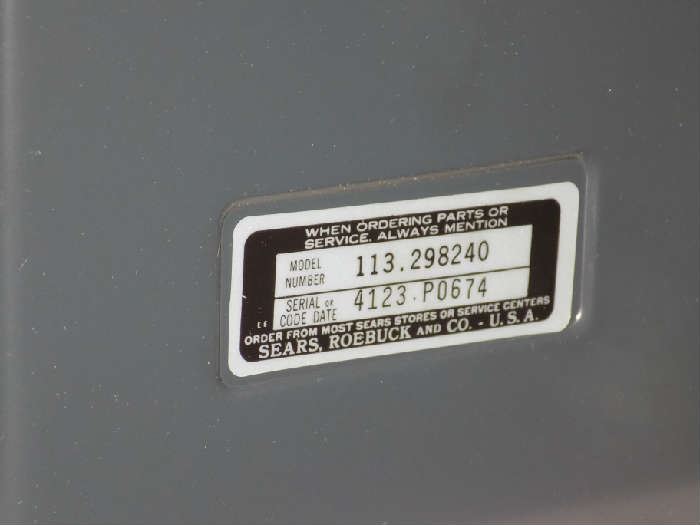 WHEN ORDERING PARTS OR
SERVICE, ALWAYS MENTION
MODEL NUMBER 113.298240
SERIAL OR CODE DATE 4123.P0674
ORDER FROM MOST SEARS STORES OR SERVICE CENTERS
SEARS, ROEBUCK AND CO. - U.S.A.